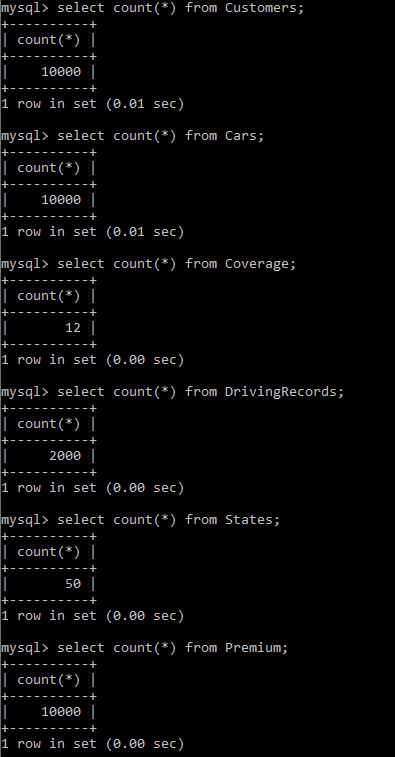 mysql> select count(*) from Customers;
+----------+
| count(*) |
+----------+
|    10000 |
+----------+
1 row in set (0.01 sec)

mysql> select count(*) from Cars;
+----------+
| count(*) |
+----------+
|    10000 |
+----------+
1 row in set (0.01 sec)

mysql> select count(*) from Coverage;
+----------+
| count(*) |
+----------+
|       12 |
+----------+
1 row in set (0.00 sec)

mysql> select count(*) from DrivingRecords;
+----------+
| count(*) |
+----------+
|     2000 |
+----------+
1 row in set (0.00 sec)

mysql> select count(*) from States;
+----------+
| count(*) |
+----------+
|       50 |
+----------+
1 row in set (0.00 sec)

mysql> select count(*) from Premium;
+----------+
| count(*) |
+----------+
|    10000 |
+----------+
1 row in set (0.00 sec)